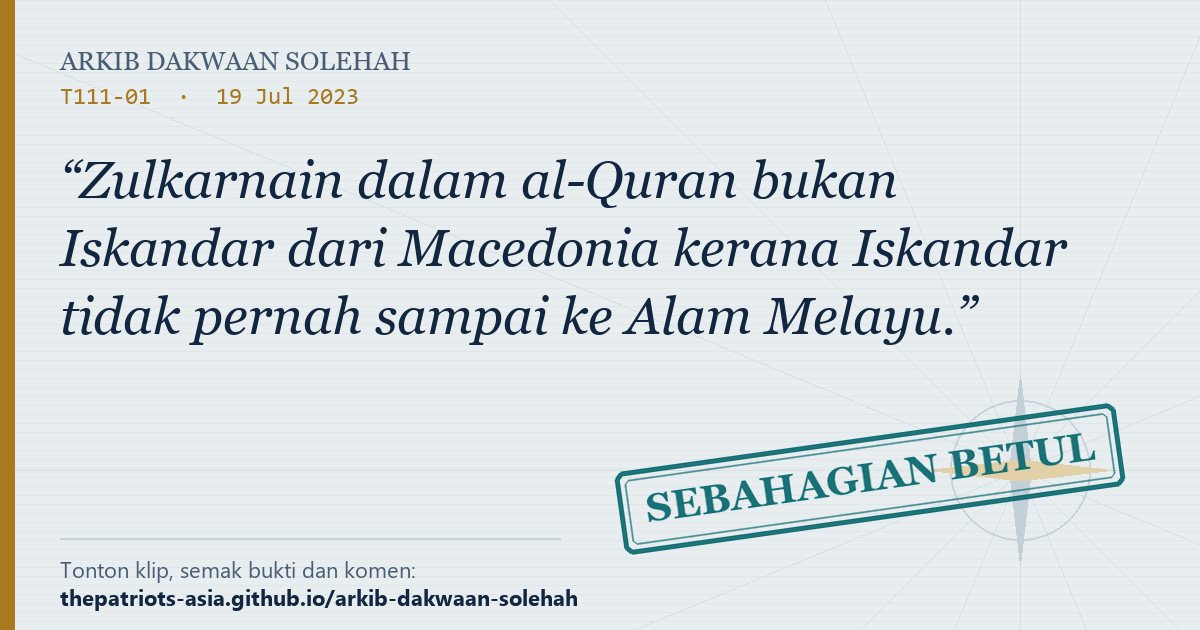 ARKIB DAKWAAN SOLEHAH
T111-01 · 19 Jul 2023
“Zulkarnain dalam al-Quran bukan
Iskandar dari Macedonia kerana Iskandar
tidak pernah sampai ke Alam Melayu.”
SEBAHAGIAN BETUL
Tonton klip, semak bukti dan komen:
thepatriots-asia.github.io/arkib-dakwaan-solehah